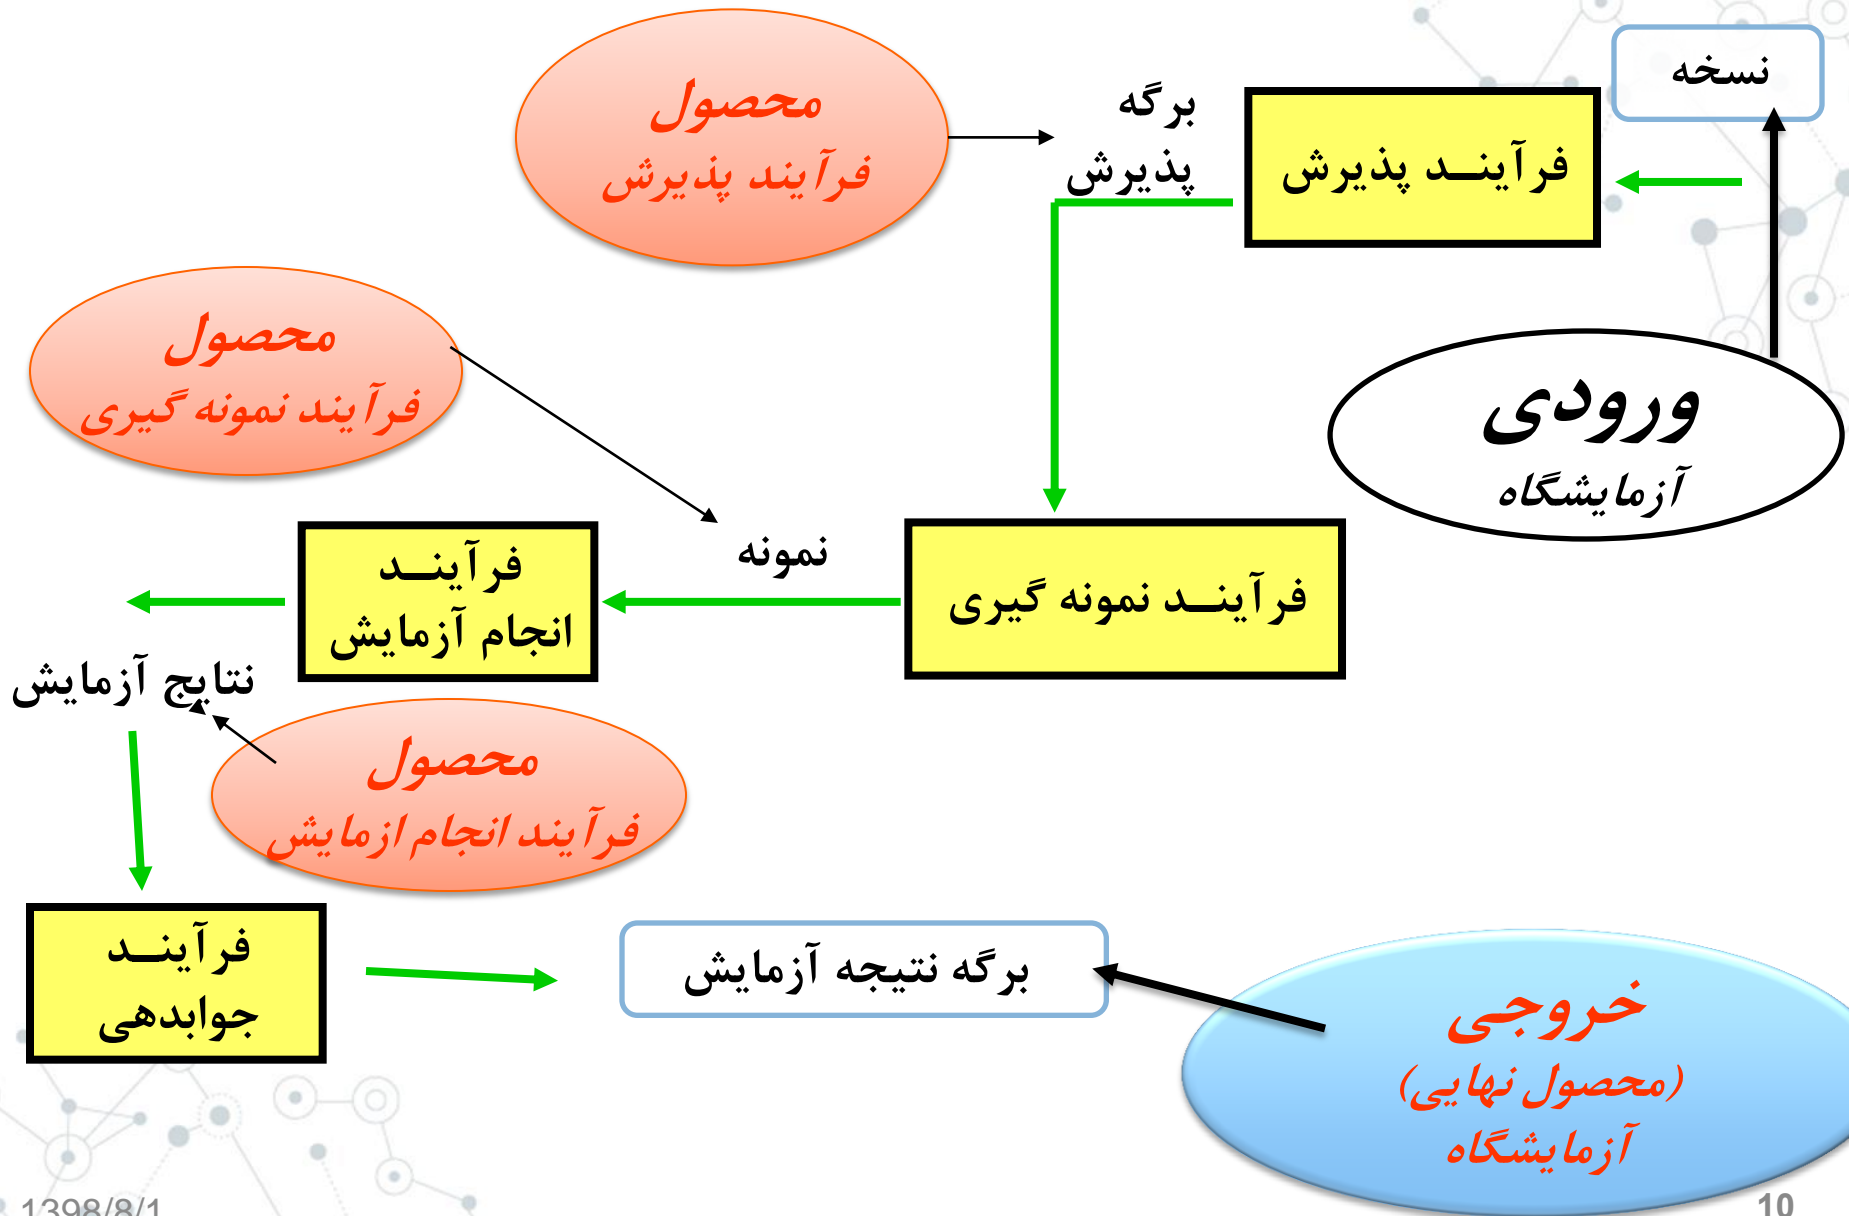 نسخه
فرآیند پذیرش
برگه
پذیرش
محصول
فرآیند پذیرش
ورودی
آزمایشگاه
محصول
فرآیند نمونه گیری
فرآیند نمونه گیری
نمونه
فرآیند
انجام آزمایش
نتایج آزمایش
محصول
فرآیند انجام ازمایش
فرآیند
جوابدهی
برگه نتیجه آزمایش
خروجی
(محصول نهایی)
آزمایشگاه
1398/8/1
10